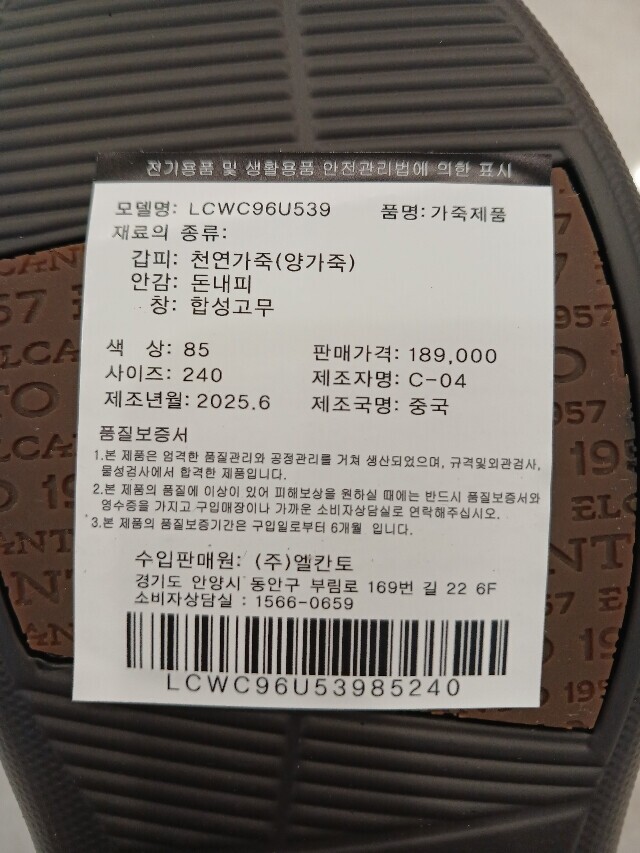 전기용품 및 생활용품 안전관리법에 의한 표시
모델명: LCWC96U539 품명: 가죽제품
재료의 종류:
갑피: 천연가죽(양가죽)
안감: 돈내피
창: 합성고무
색 상: 85 판매가격: 189,000
사이즈: 240 제조자명: C-04
제조년월: 2025.6 제조국명: 중국
품질보증서
1.본 제품은 엄격한 품질관리와 공정관리를 거쳐 생산되었으며, 규격및외관검사,
물성검사에서 합격한 제품입니다.
2.본 제품의 품질에 이상이 있어 피해보상을 원하실 때에는 반드시 품질보증서와
영수증을 가지고 구입매장이나 가까운 소비자상담실로 연락해주십시오.
3.본 제품의 품질보증기간은 구입일로부터 6개월 입니다.
수입판매원: (주)엘칸토
경기도 안양시 동안구 부림로 169번 길 22 6F
소비자상담실 : 1566-0659
LCWC96U53985240